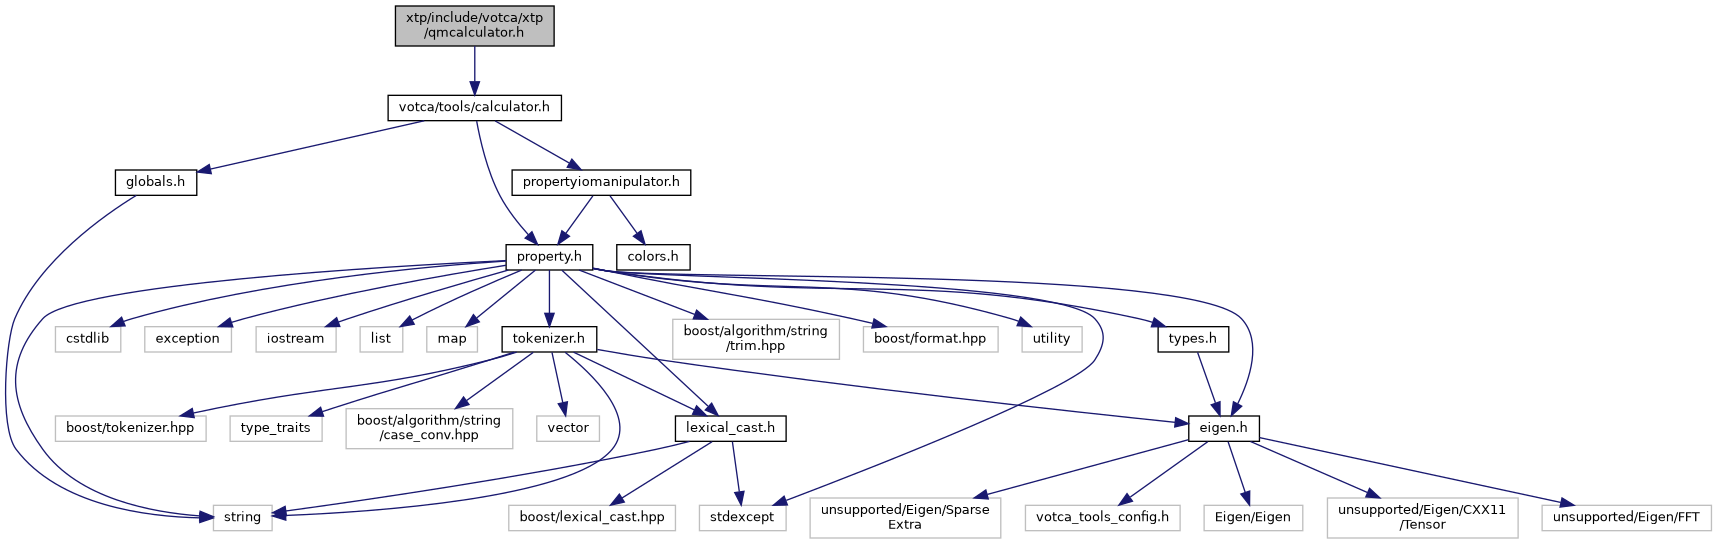 xtp/include/votca/xtp
/qmcalculator.h
votca/tools/calculator.h
globals.h
propertyiomanipulator.h
property.h
colors.h
cstdlib
exception
iostream
list
map
tokenizer.h
boost/algorithm/string
/trim.hpp
boost/format.hpp
utility
types.h
boost/tokenizer.hpp
type_traits
boost/algorithm/string
/case_conv.hpp
vector
lexical_cast.h
eigen.h
string
boost/lexical_cast.hpp
stdexcept
unsupported/Eigen/Sparse
Extra
votca_tools_config.h
Eigen/Eigen
unsupported/Eigen/CXX11
/Tensor
unsupported/Eigen/FFT